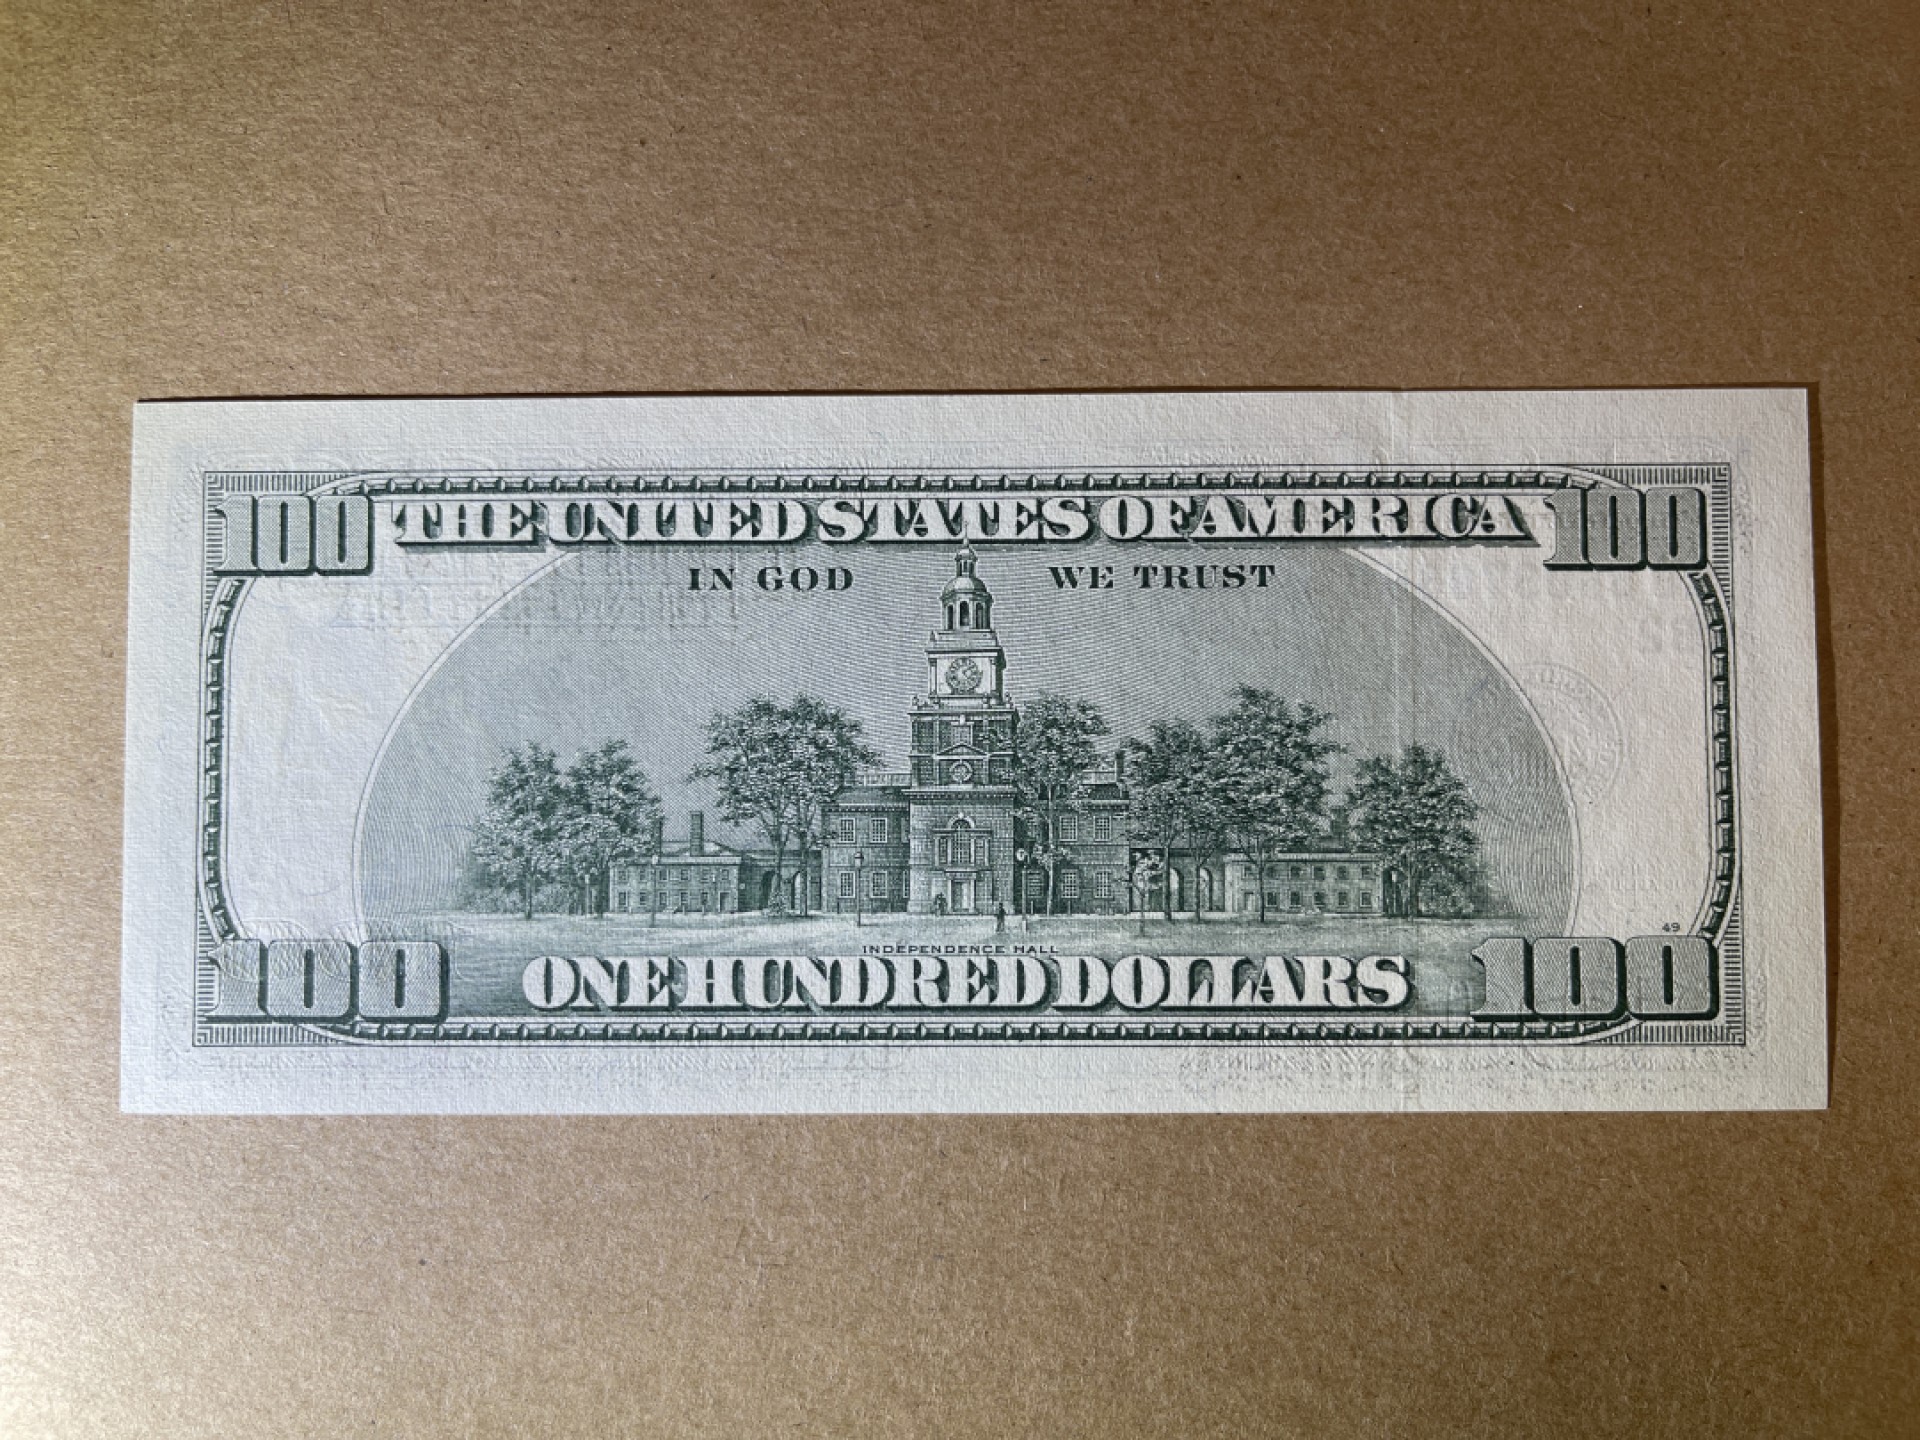 100 THE UNITED STATES OF AMERICA 100
IN GOD WE TRUST
49
INDEPENDENCE HALL
100 ONE HUNDRED DOLLARS 100